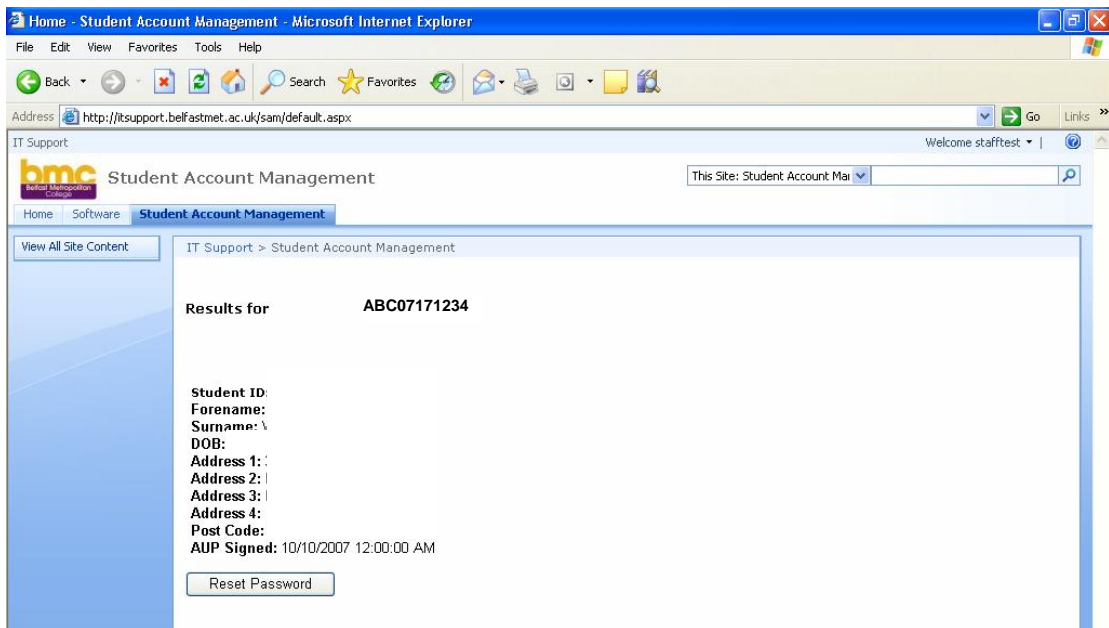 Home - Student Account Management - Microsoft Internet Explorer
File Edit View Favorites Tools Help
Back Search Favorites
Address http://itsupport.belfastmet.ac.uk/sam/default.aspx Go Links »
IT Support Welcome stafftest
bmc
Belfast Metropolitan
College
Student Account Management
This Site: Student Account Mai
Home Software Student Account Management
View All Site Content
IT Support > Student Account Management
Results for ABC07171234
Student ID:
Forename:
Surname:
DOB:
Address 1:
Address 2:
Address 3:
Address 4:
Post Code:
AUP Signed: 10/10/2007 12:00:00 AM
Reset Password